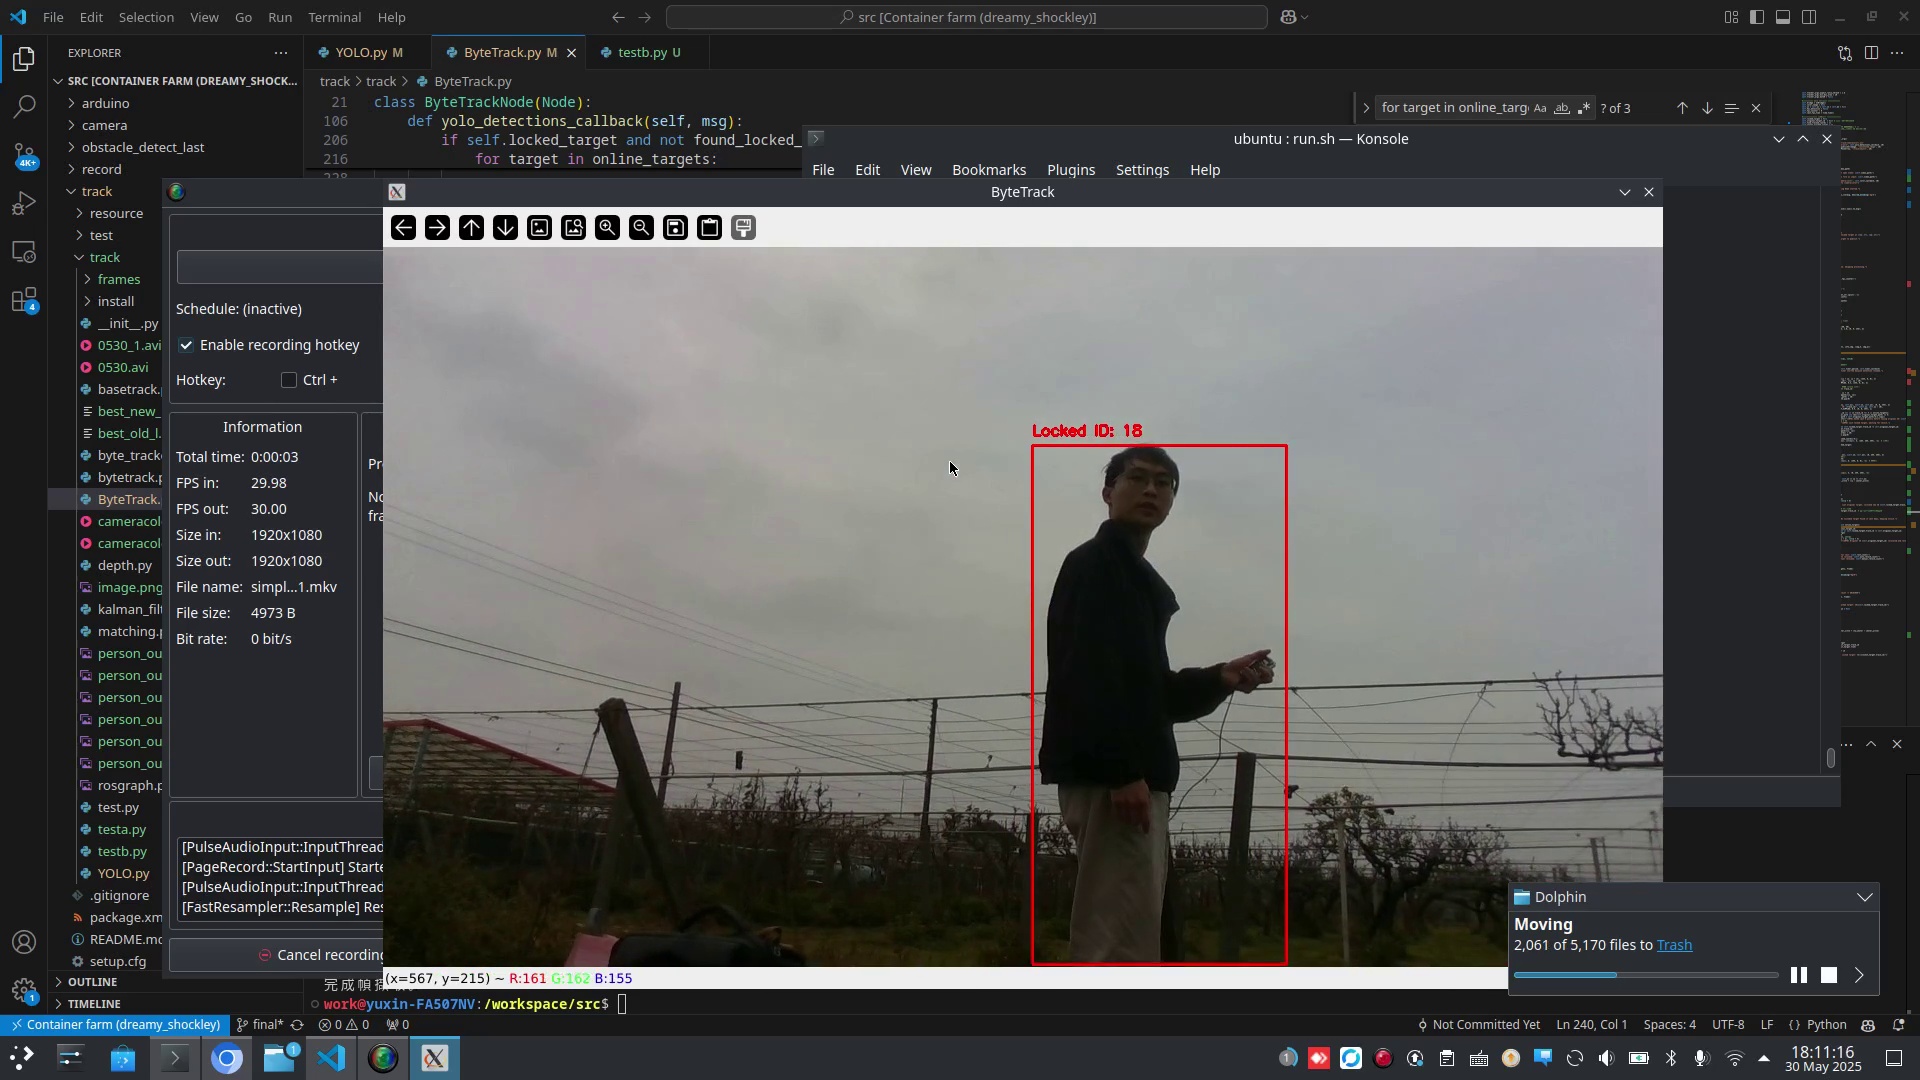 File Edit Selection View Go Run Terminal Help
src [Container farm (dreamy_shockley)]
EXPLORER
YOLO.py M
ByteTrack.py M
testb.py U
SRC [CONTAINER FARM (DREAMY_SHOCK...
track > track > ByteTrack.py
arduino
camera
obstacle_detect_last
record
track
resource
test
track
frames
install
__init__.py
0530_1.avi
0530.avi
basetrack.
best_new_
best_old_l.
byte_track
bytetrack.p
ByteTrack.
cameracol
cameracol
depth.py
image.png
kalman_filt
matching.p
person_ou
person_ou
person_ou
person_ou
person_ou
person_ou
rosgraph.p
test.py
testa.py
testb.py
YOLO.py
.gitignore
package.xm
README.md
setup.cfg
OUTLINE
TIMELINE
4K+
4
1
21 class ByteTrackNode(Node):
106 def yolo_detections_callback(self, msg):
206 if self.locked_target and not found_locked_
216 for target in online_targets:
for target in online_targ
Aa ab
? of 3
ubuntu : run.sh — Konsole
File Edit View Bookmarks Plugins Settings Help
ByteTrack
Schedule: (inactive)
Enable recording hotkey
Hotkey: Ctrl +
Information
Total time: 0:00:03
FPS in: 29.98
FPS out: 30.00
Size in: 1920x1080
Size out: 1920x1080
File name: simpl...1.mkv
File size: 4973 B
Bit rate: 0 bit/s
Pr
No
fra
[PulseAudioInput::InputThread
[PageRecord::StartInput] Starte
[PulseAudioInput::InputThread
[FastResampler::Resample] Res
Cancel recording
Locked ID: 18
(x=567, y=215) ~ R:161 G:162 B:155
work@yuxin-FA507NV:/workspace/src$
Dolphin
Moving
2,061 of 5,170 files to Trash
Container farm (dreamy_shockley) final* 0 0 0
Not Committed Yet Ln 240, Col 1 Spaces: 4 UTF-8 LF {} Python
1
1
18:11:16
30 May 2025